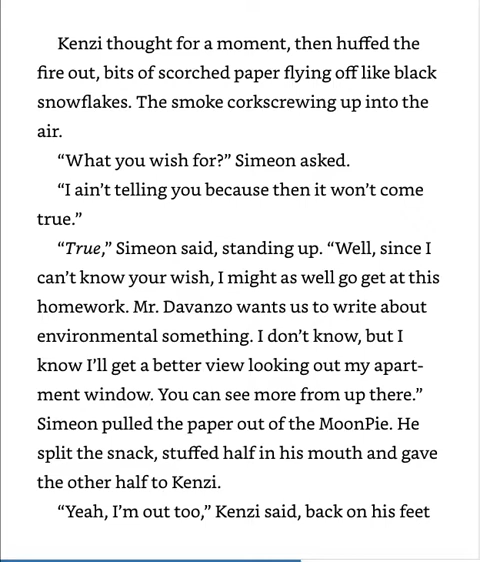 Kenzi thought for a moment, then huffed the
fire out, bits of scorched paper flying off like black
snowflakes. The smoke corkscrewing up into the
air.
“What you wish for?” Simeon asked.
“I ain’t telling you because then it won’t come
true.”
“True,” Simeon said, standing up. “Well, since I
can’t know your wish, I might as well go get at this
homework. Mr. Davanzo wants us to write about
environmental something. I don’t know, but I
know I’ll get a better view looking out my apart-
ment window. You can see more from up there.”
Simeon pulled the paper out of the MoonPie. He
split the snack, stuffed half in his mouth and gave
the other half to Kenzi.
“Yeah, I’m out too,” Kenzi said, back on his feet